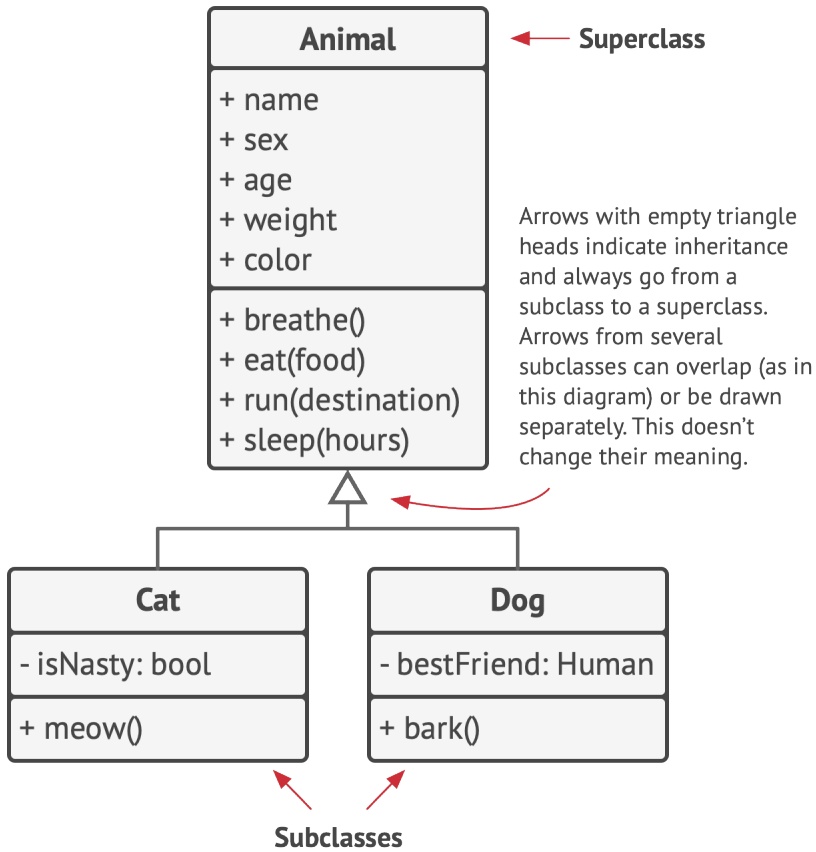 Animal
Superclass
+ name
+ sex
+ age
+ weight
+ color
+ breathe()
+ eat(food)
+ run(destination)
+ sleep(hours)
Arrows with empty triangle
heads indicate inheritance
and always go from a
subclass to a superclass.
Arrows from several
subclasses can overlap (as in
this diagram) or be drawn
separately. This doesn’t
change their meaning.
Cat
- isNasty: bool
+ meow()
Dog
- bestFriend: Human
+ bark()
Subclasses